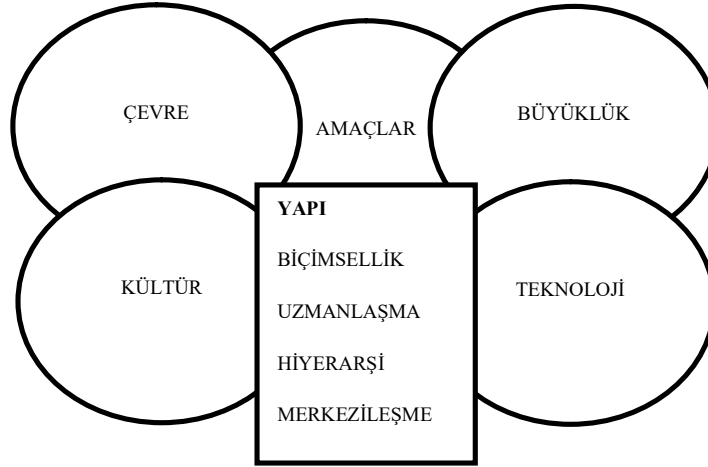 ÇEVRE
AMAÇLAR
BÜYÜKLÜK
KÜLTÜR
TEKNOLOJİ
YAPI
BİÇİMSELLİK
UZMANLAŞMA
HİYERARŞİ
MERKEZİLEŞME